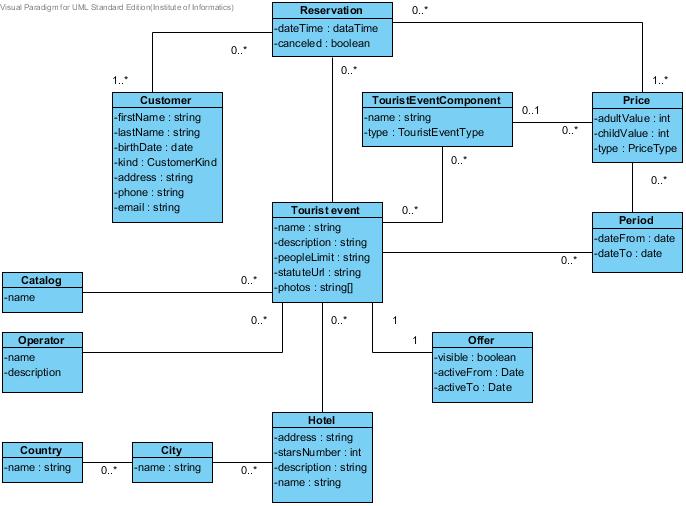 Visual Paradigm for UML Standard Edition(Institute of Informatics)
Reservation
-dateTime : dataTime
-canceled : boolean
0..*
0..*
0..*
1..*
1..*
Customer
-firstName : string
-lastName : string
-birthDate : date
-kind : CustomerKind
-address : string
-phone : string
-email : string
TouristEventComponent
-name : string
-type : TouristEventType
0..1
0..*
0..*
Price
-adultValue : int
-childValue : int
-type : PriceType
0..*
0..*
Tourist event
-name : string
-description : string
-peopleLimit : string
-statuteUrl : string
-photos : string[]
Period
-dateFrom : date
-dateTo : date
0..*
Catalog
-name
0..*
Operator
-name
-description
0..*
0..*
1
1
Offer
-visible : boolean
-activeFrom : Date
-activeTo : Date
Hotel
-address : string
-starsNumber : int
-description : string
-name : string
Country
-name : string
0..*
City
-name : string
0..*